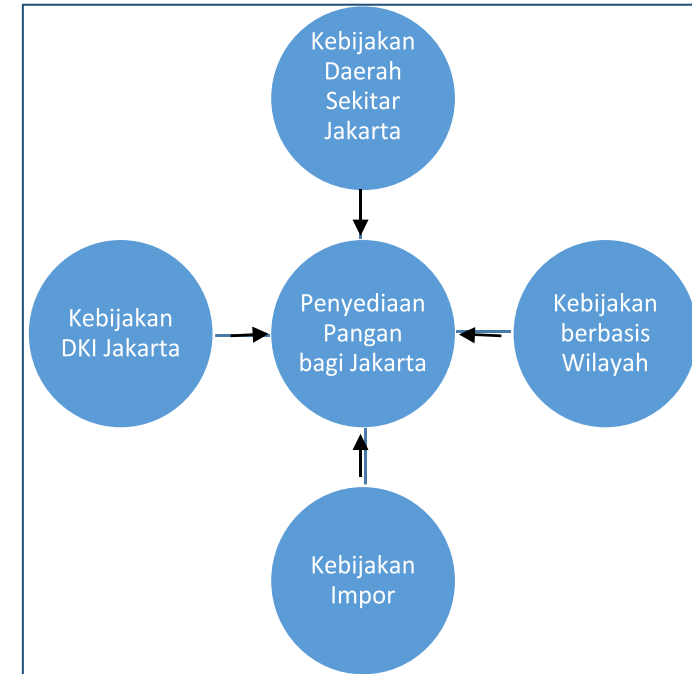 Kebijakan
Daerah
Sekitar
Jakarta
Kebijakan
DKI Jakarta
Penyediaan
Pangan
bagi Jakarta
Kebijakan
berbasis
Wilayah
Kebijakan
Impor